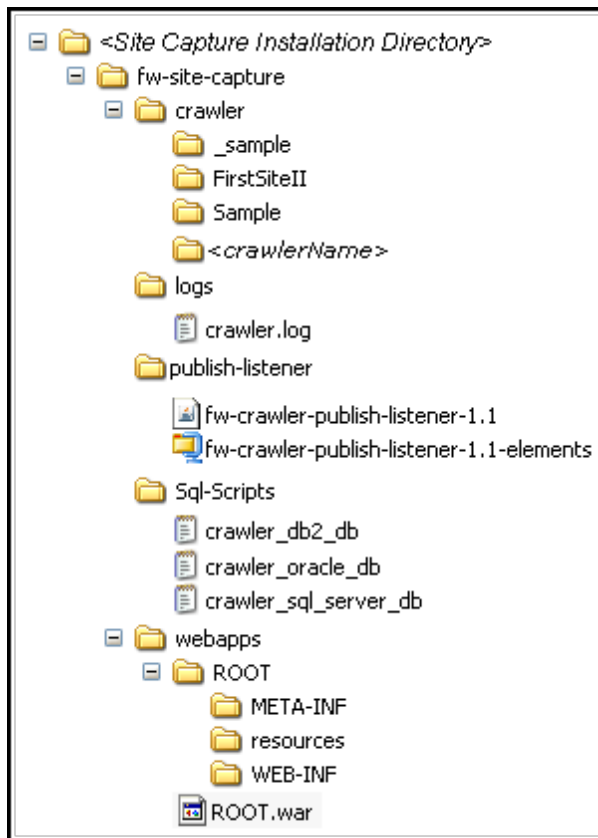 <Site Capture Installation Directory>
fw-site-capture
crawler
_sample
FirstSiteII
Sample
<crawlerName>
logs
crawler.log
publish-listener
fw-crawler-publish-listener-1.1
fw-crawler-publish-listener-1.1-elements
Sql-Scripts
crawler_db2_db
crawler_oracle_db
crawler_sql_server_db
webapps
ROOT
META-INF
resources
WEB-INF
ROOT.war